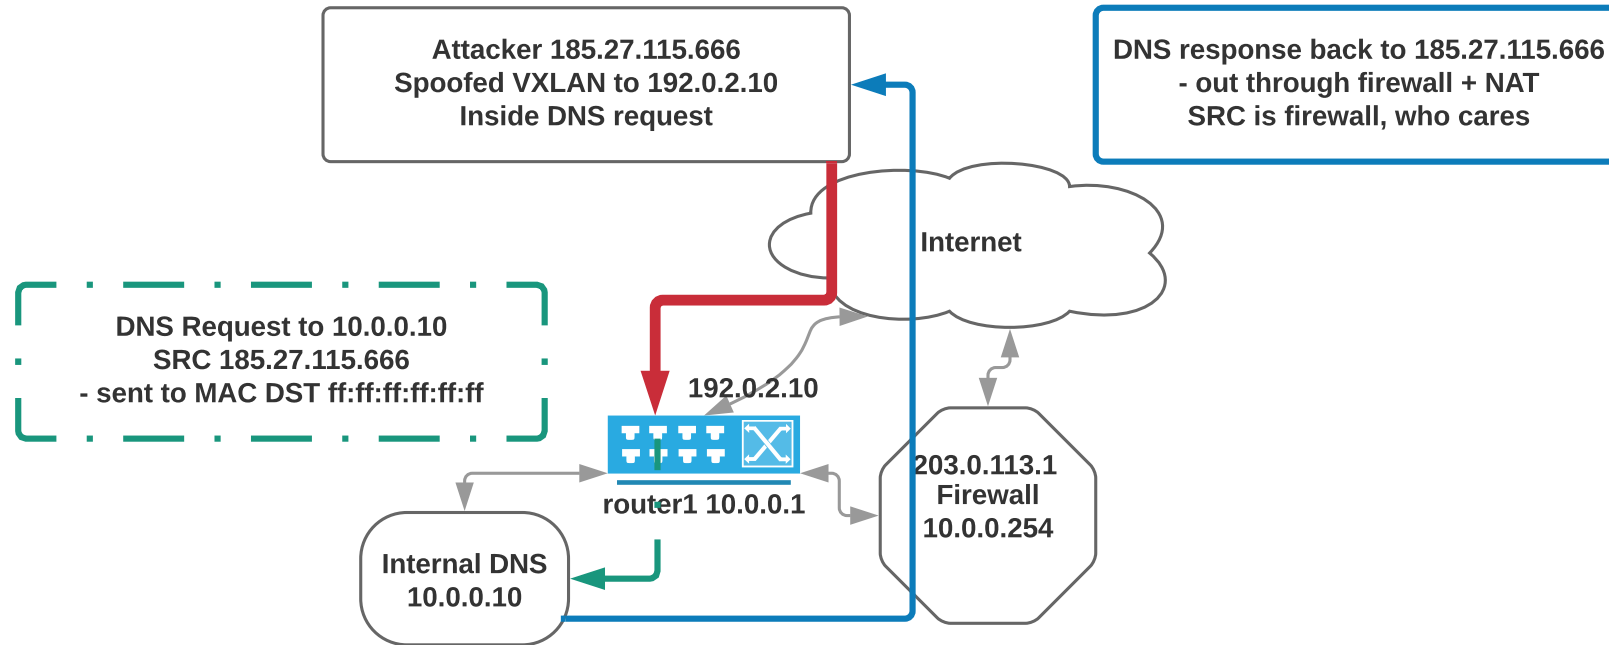 Attacker 185.27.115.666
Spoofed VXLAN to 192.0.2.10
Inside DNS request
DNS response back to 185.27.115.666
- out through firewall + NAT
SRC is firewall, who cares
Internet
DNS Request to 10.0.0.10
SRC 185.27.115.666
- sent to MAC DST ff:ff:ff:ff:ff:ff
192.0.2.10
router1 10.0.0.1
203.0.113.1
Firewall
10.0.0.254
Internal DNS
10.0.0.10